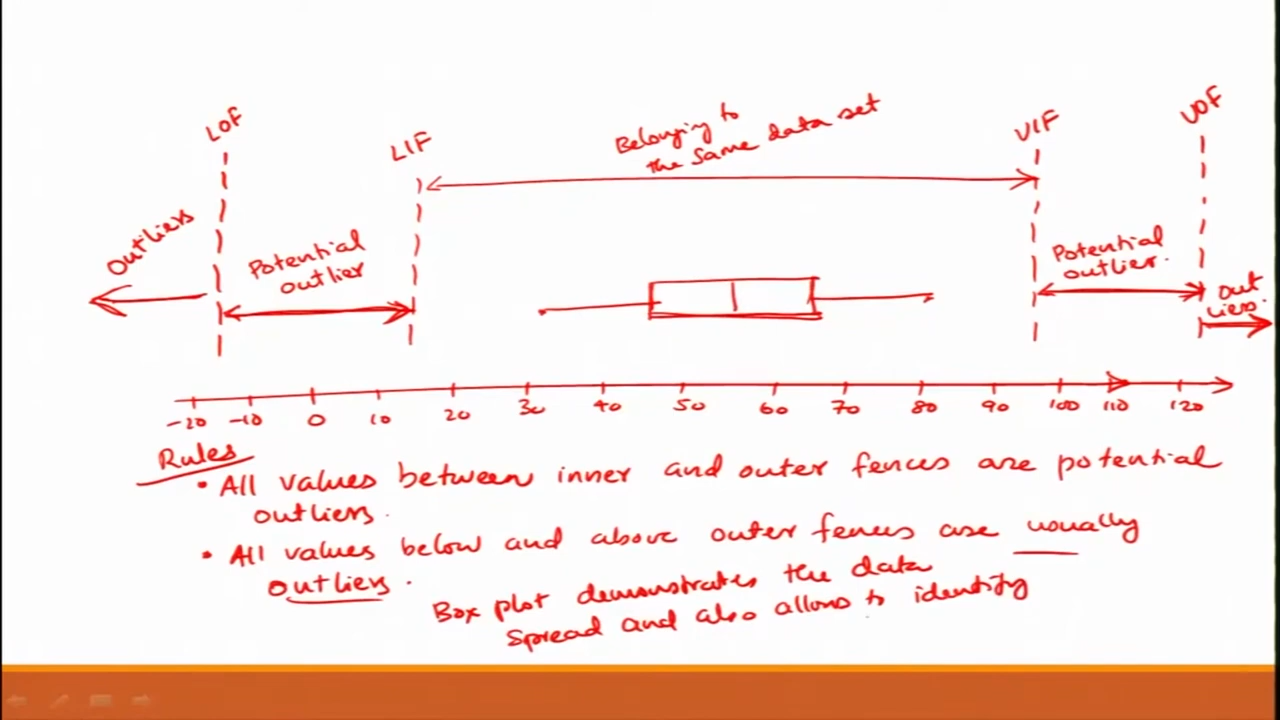 LOF
LIF
Belonging to
the same data set
UIF
UOF
Outliers
Potential
outlier
Potential
outlier.
out
liers.
-20 -10 0 10 20 30 40 50 60 70 80 90 100 110 120
Rules
• All values between inner and outer fences are potential
outliers.
• All values below and above outer fences are usually
outliers.
Box plot demonstrates the data
spread and also allows to identify